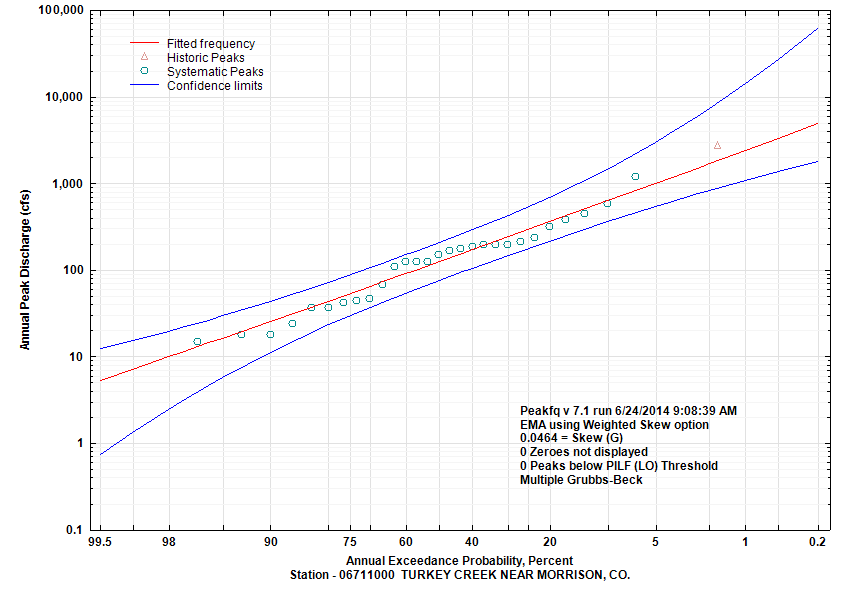 100,000
10,000
1,000
100
10
1
0.1
Annual Peak Discharge (cfs)
Fitted frequency
Historic Peaks
Systematic Peaks
Confidence limits
Peakfq v 7.1 run 6/24/2014 9:08:39 AM
EMA using Weighted Skew option
0.0464 = Skew (G)
0 Zeroes not displayed
0 Peaks below PILF (LO) Threshold
Multiple Grubbs-Beck
99.5 98 90 75 60 40 20 5 1 0.2
Annual Exceedance Probability, Percent
Station - 06711000 TURKEY CREEK NEAR MORRISON, CO.